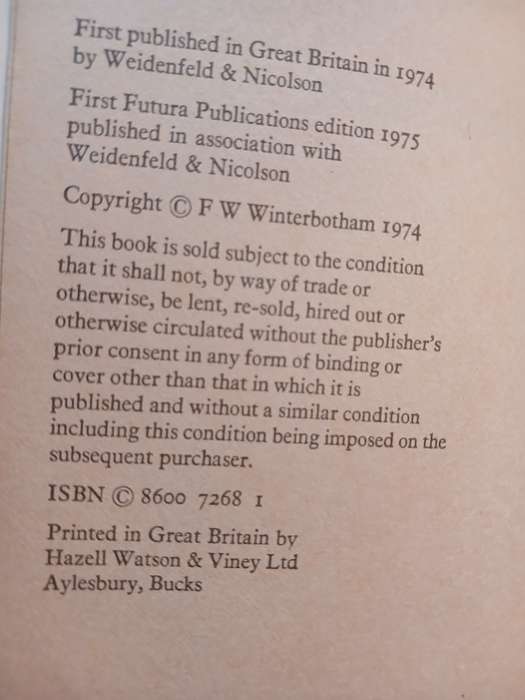 First published in Great Britain in 1974
by Weidenfeld & Nicolson
First Futura Publications edition 1975
published in association with
Weidenfeld & Nicolson
Copyright © F W Winterbotham 1974
This book is sold subject to the condition
that it shall not, by way of trade or
otherwise, be lent, re-sold, hired out or
otherwise circulated without the publisher's
prior consent in any form of binding or
cover other than that in which it is
published and without a similar condition
including this condition being imposed on the
subsequent purchaser.
ISBN © 8600 7268 1
Printed in Great Britain by
Hazell Watson & Viney Ltd
Aylesbury, Bucks